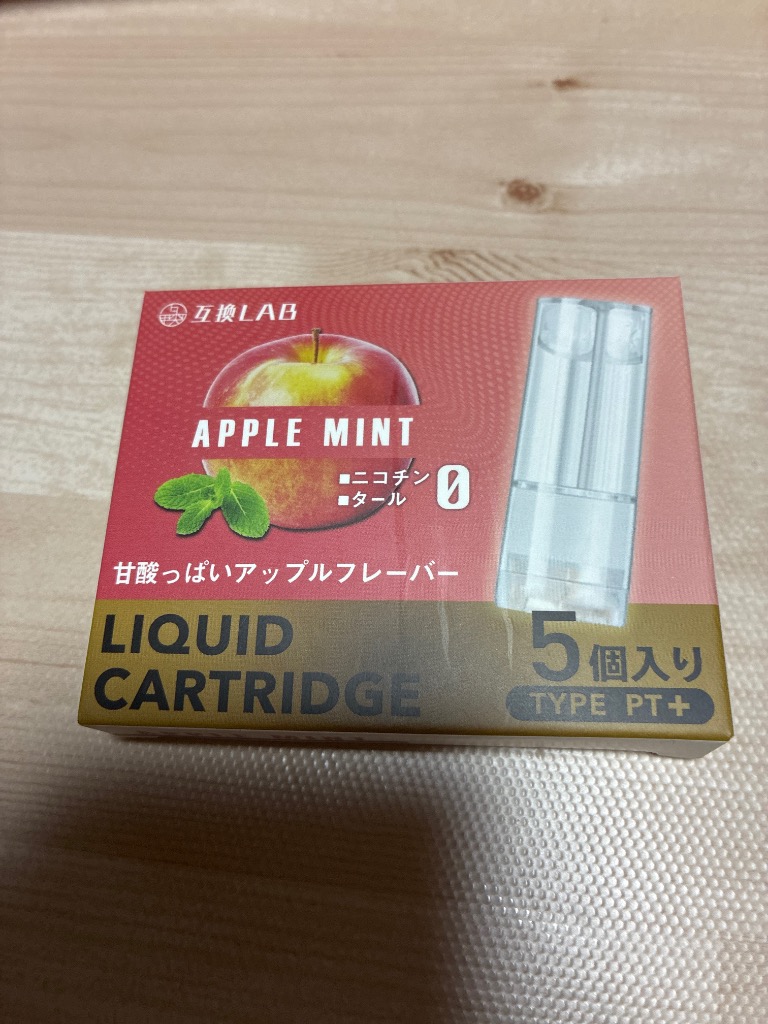 互換LAB
APPLE MINT
■ニコチン
■タール 0
甘酸っぱいアップルフレーバー
LIQUID
CARTRIDGE
5個入り
TYPE PT+